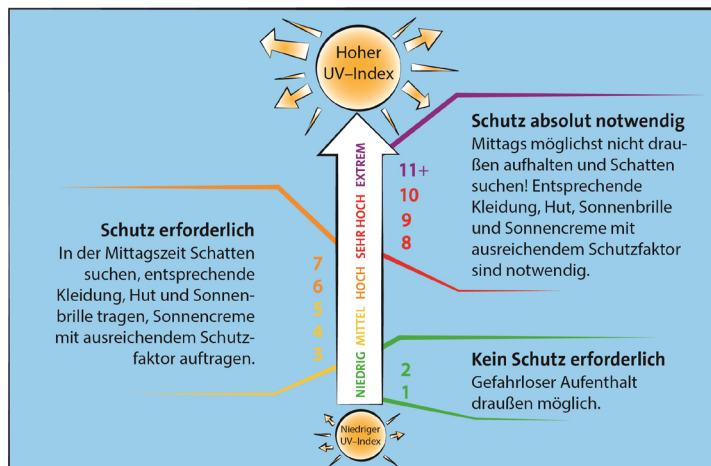 Hoher
UV–Index
Schutz absolut notwendig
Mittags möglichst nicht drau-
ßen aufhalten und Schatten
suchen! Entsprechende
Kleidung, Hut, Sonnenbrille
und Sonnencreme mit
ausreichendem Schutzfaktor
sind notwendig.
EXTREM
SEHR HOCH
HOCH
MITTEL
NIEDRIG
11+
10
9
8
7
6
5
4
3
2
1
Schutz erforderlich
In der Mittagszeit Schatten
suchen, entsprechende
Kleidung, Hut und Sonnen-
brille tragen, Sonnencreme
mit ausreichendem Schutz-
faktor auftragen.
Kein Schutz erforderlich
Gefahrloser Aufenthalt
draußen möglich.
Niedriger
UV–Index